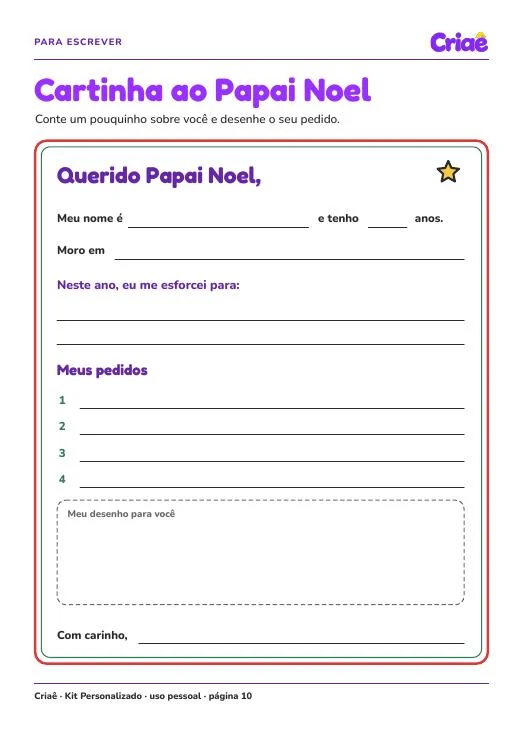 PARA ESCREVER
Criaê
Cartinha ao Papai Noel
Conte um pouquinho sobre você e desenhe o seu pedido.
Querido Papai Noel,
Meu nome é e tenho anos.
Moro em
Neste ano, eu me esforcei para:
Meus pedidos
1
2
3
4
Meu desenho para você
Com carinho,
Criaê · Kit Personalizado · uso pessoal · página 10